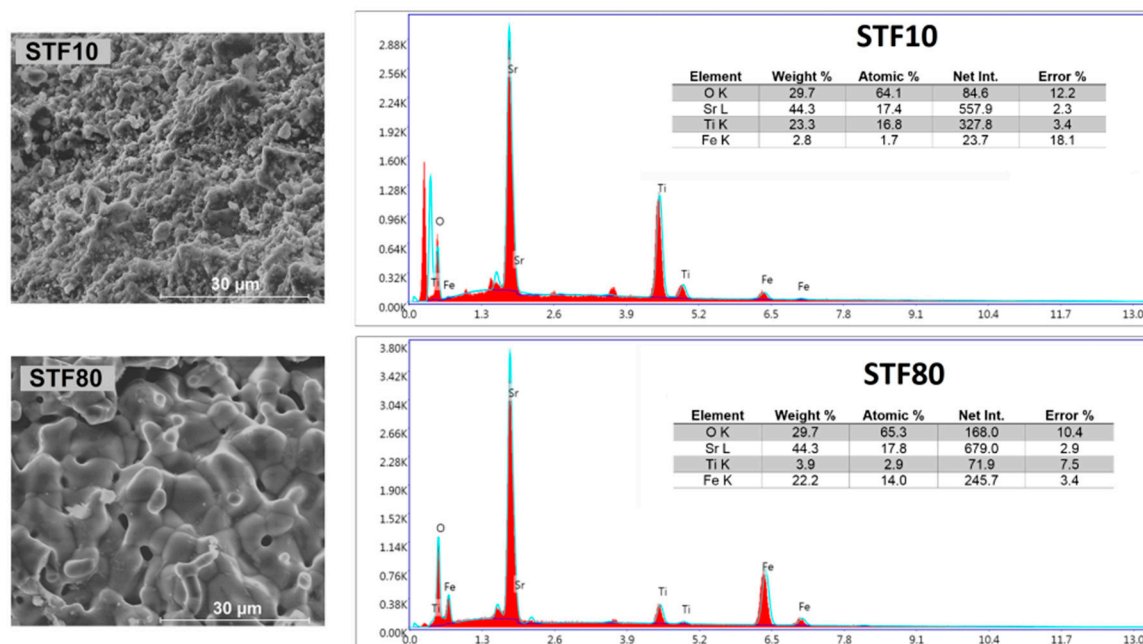 STF10
30 µm
STF10
Element Weight % Atomic % Net Int. Error %
O K 29.7 64.1 84.6 12.2
Sr L 44.3 17.4 557.9 2.3
Ti K 23.3 16.8 327.8 3.4
Fe K 2.8 1.7 23.7 18.1
2.88K
2.56K
2.24K
1.92K
1.60K
1.28K
0.96K
0.64K
0.32K
0.00K
Ti
O
Fe
Sr
Sr
Ti
Ti
Fe
Fe
0.0 1.3 2.6 3.9 5.2 6.5 7.8 9.1 10.4 11.7 13.0
STF80
30 µm
STF80
Element Weight % Atomic % Net Int. Error %
O K 29.7 65.3 168.0 10.4
Sr L 44.3 17.8 679.0 2.9
Ti K 3.9 2.9 71.9 7.5
Fe K 22.2 14.0 245.7 3.4
3.80K
3.42K
3.04K
2.66K
2.28K
1.90K
1.52K
1.14K
0.76K
0.38K
0.00K
Ti
O
Fe
Sr
Sr
Ti
Ti
Fe
Fe
0.0 1.3 2.6 3.9 5.2 6.5 7.8 9.1 10.4 11.7 13.0